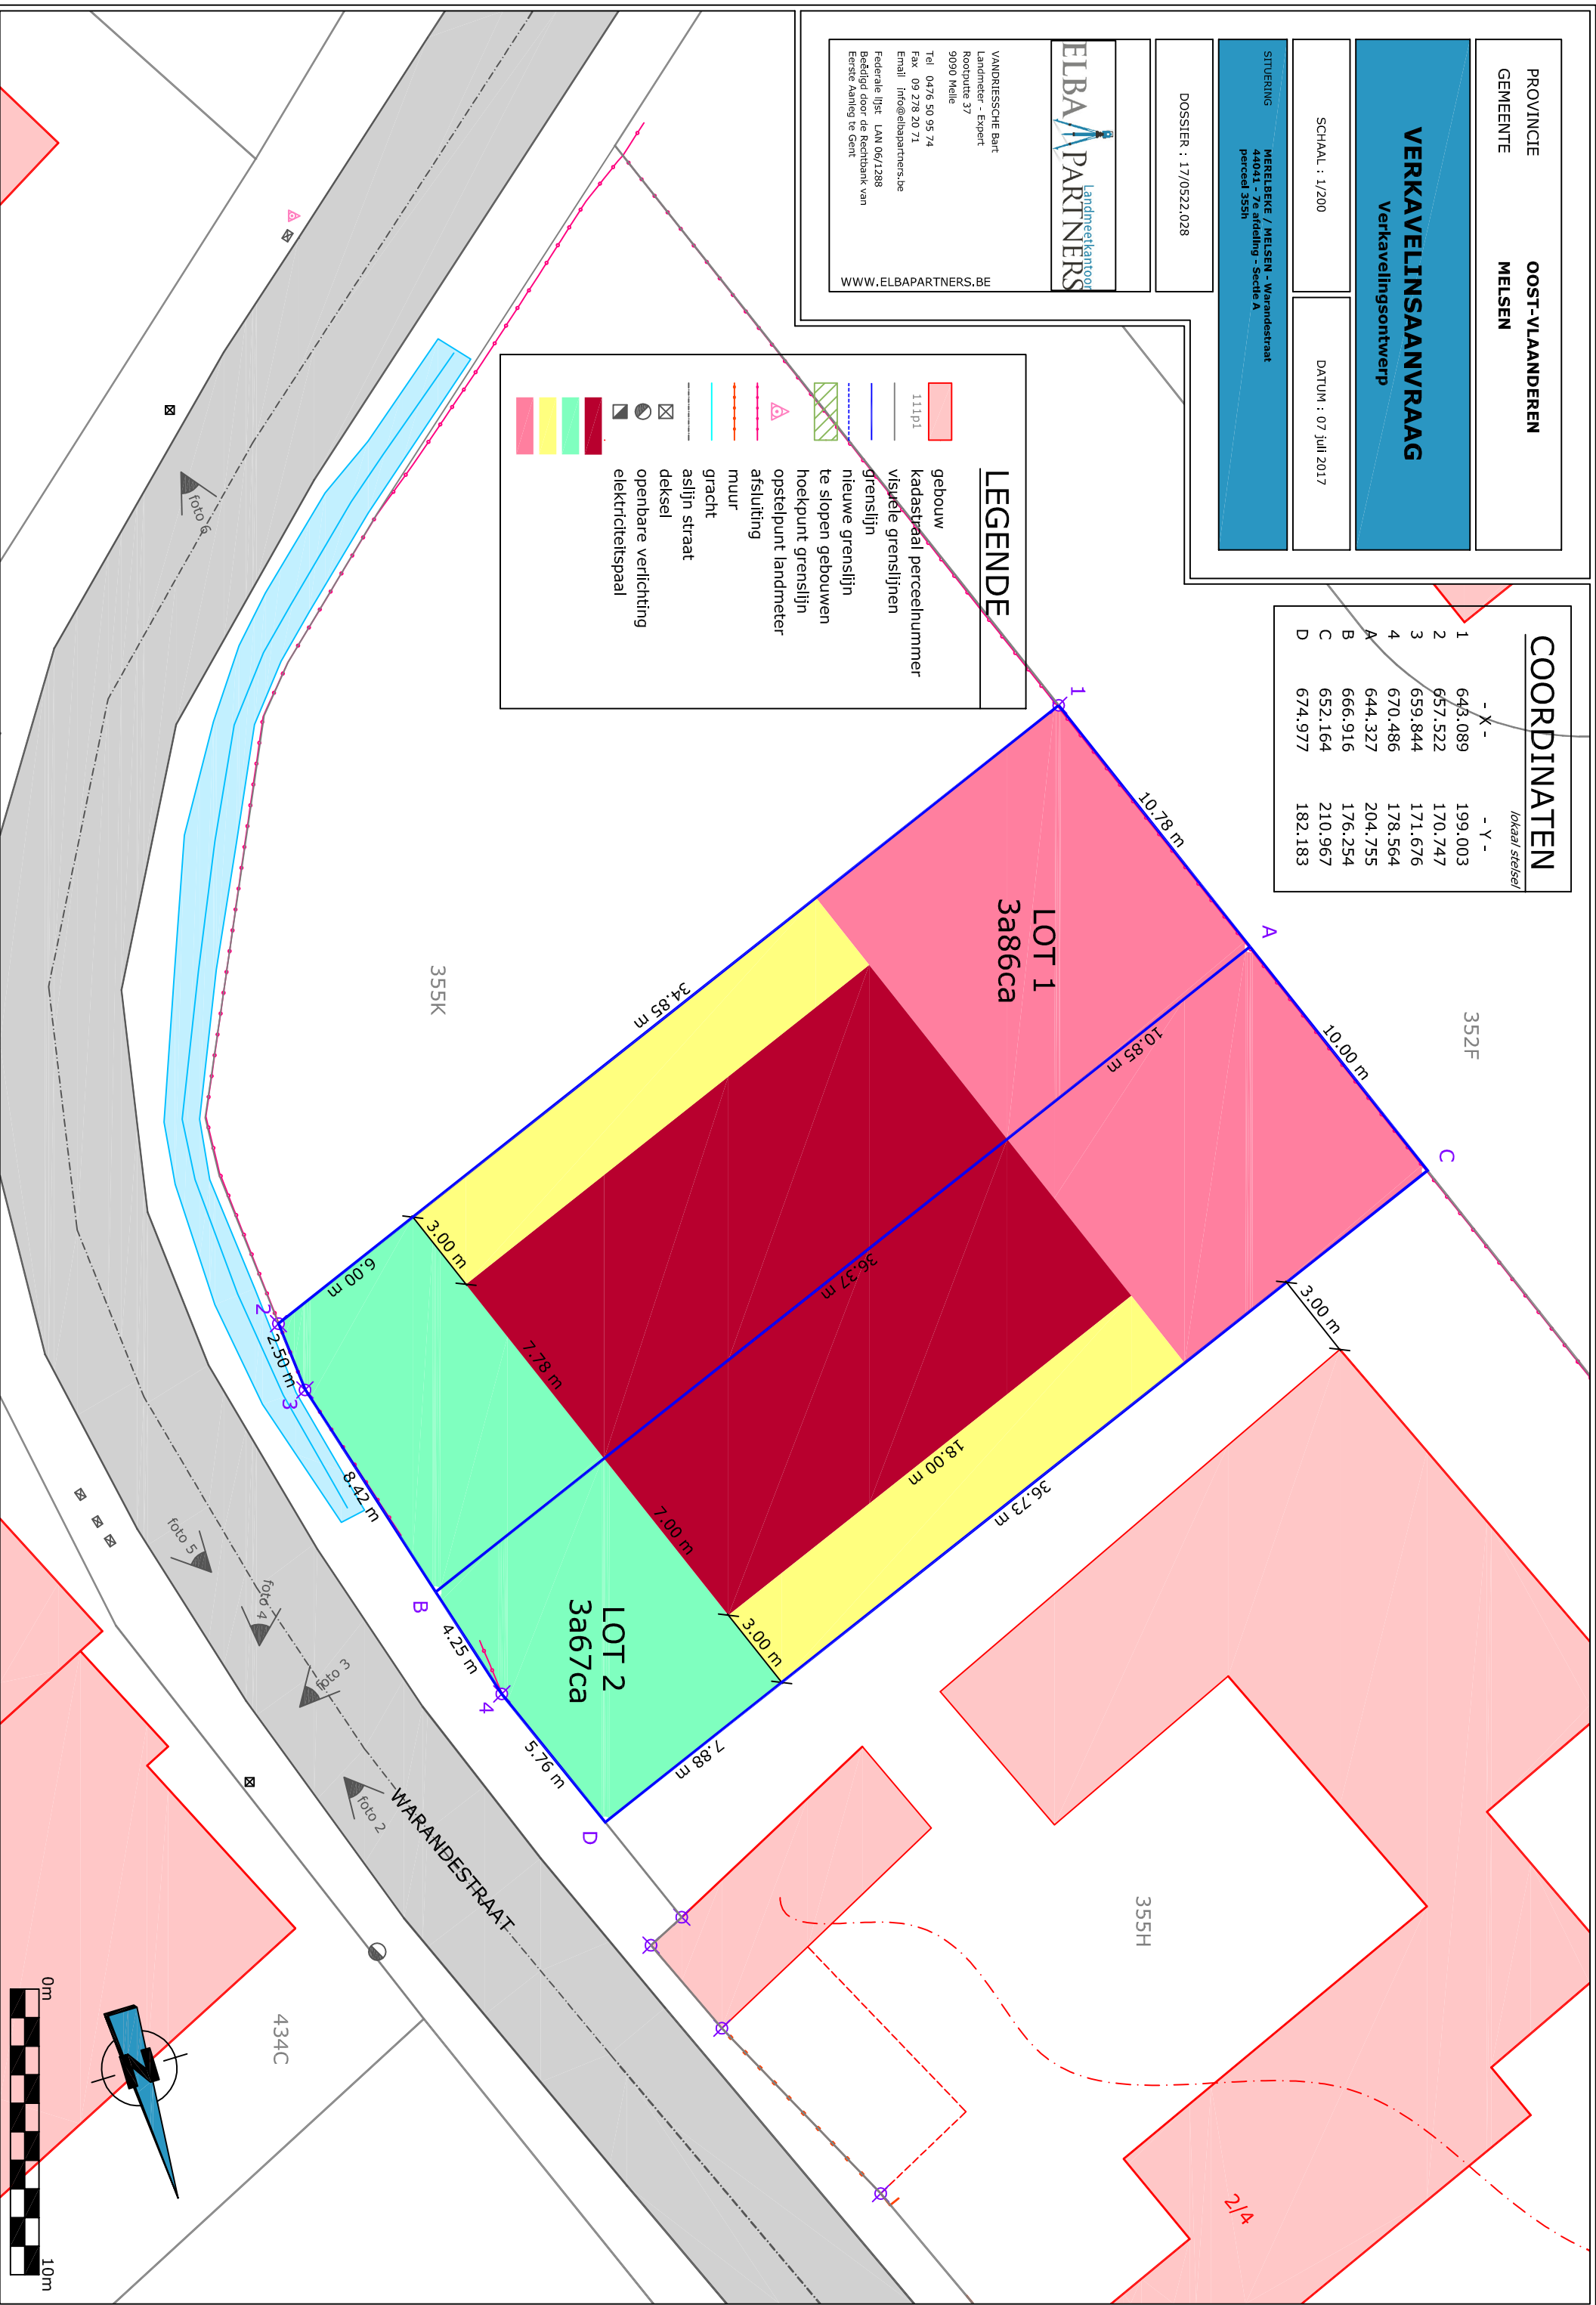 PROVINCIE OOST-VLAANDEREN
GEMEENTE MELSEN
VERKAVELINSAANVRAAG
Verkavelingsontwerp
SCHAAL : 1/200
DATUM : 07 juli 2017
SITUERING MERELBEKE / MELSEN - Warandestraat
44041 - 7e afdeling - Sectie A
perceel 355h
DOSSIER : 17/0522.028
Landmeetkantoor
ELBA PARTNERS
VANDRIESSCHE Bart
Landmeter - Expert
Rootputte 37
9090 Melle
Tel 0476 50 95 74
Fax 09 278 20 71
Email info@elbapartners.be
Federale lijst LAN 06/1288
Beëdigd door de Rechtbank van
Eerste Aanleg te Gent
WWW.ELBAPARTNERS.BE
COORDINATEN
lokaal stelsel
- X - - Y -
1 643.089 199.003
2 657.522 170.747
3 659.844 171.676
4 670.486 178.564
A 644.327 204.755
B 666.916 176.254
C 652.164 210.967
D 674.977 182.183
LEGENDE
gebouw
111p1 kadastraal perceelnummer
visuele grenslijnen
grenslijn
nieuwe grenslijn
te slopen gebouwen
hoekpunt grenslijn
opstelpunt landmeter
afsluiting
muur
gracht
aslijn straat
deksel
openbare verlichting
elektriciteitspaal
1
10.78 m
A
10.00 m
C
352F
LOT 1
3a86ca
10.85 m
34.85 m
355K
3.00 m
36.37 m
3.00 m
6.00 m
7.78 m
18.00 m
36.73 m
2
2.50 m
3
8.42 m
7.00 m
3.00 m
LOT 2
3a67ca
B
4.25 m
4
5.76 m
7.88 m
D
355H
2/4
foto 6
foto 5
foto 4
foto 3
foto 2
WARANDESTRAAT
434C
N
0m
10m